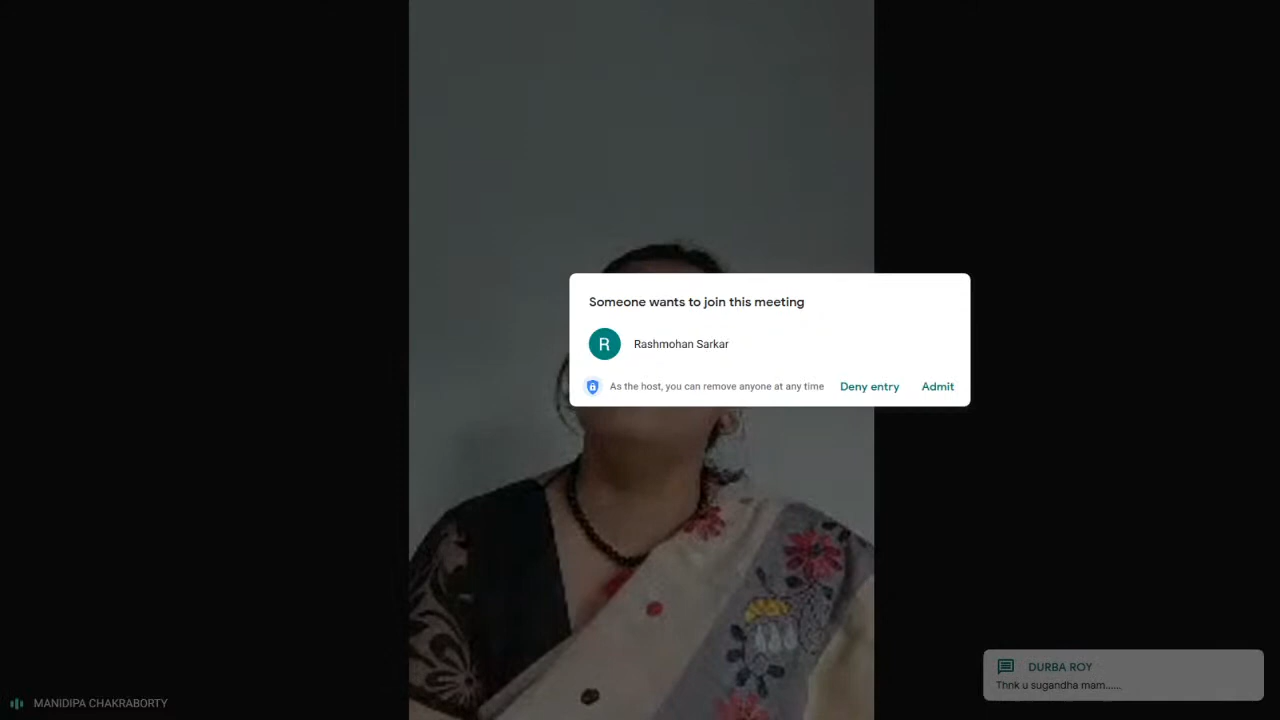 Someone wants to join this meeting
R
Rashmohan Sarkar
As the host, you can remove anyone at any time
Deny entry
Admit
DURBA ROY
Thnk u sugandha mam......
MANIDIPA CHAKRABORTY